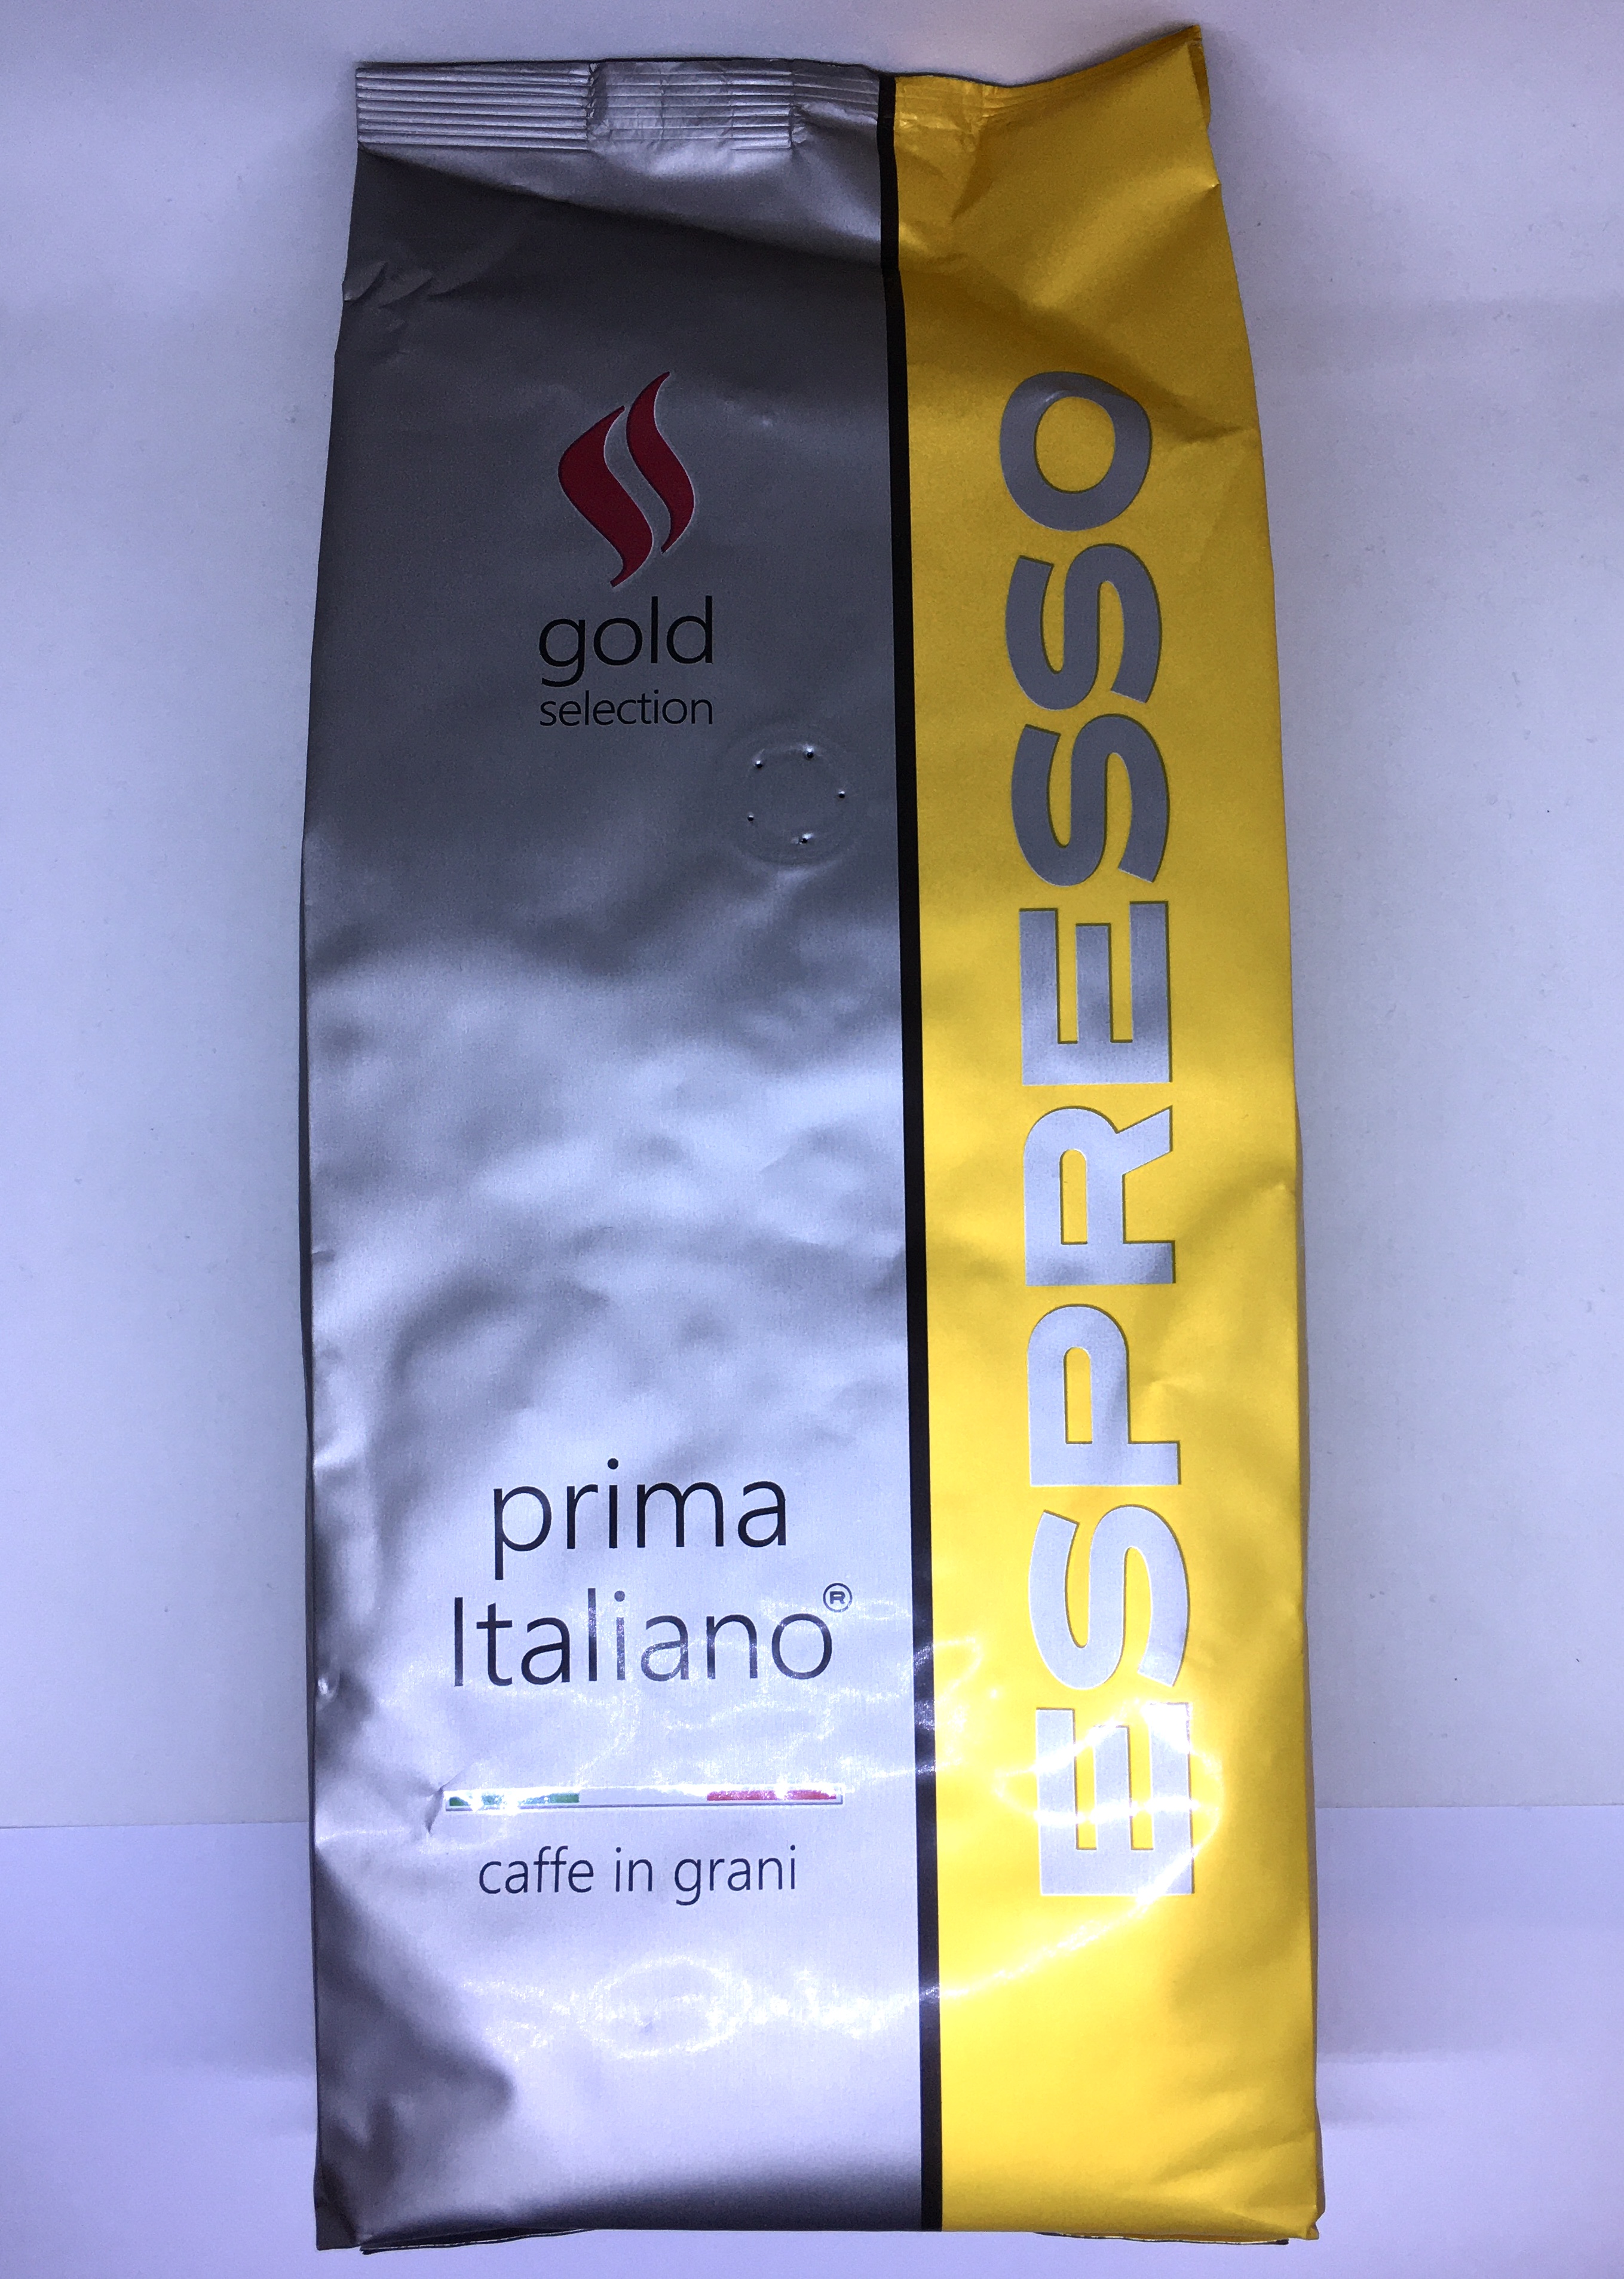 gold
selection
prima
Italiano®
caffe in grani
ESPRESSO